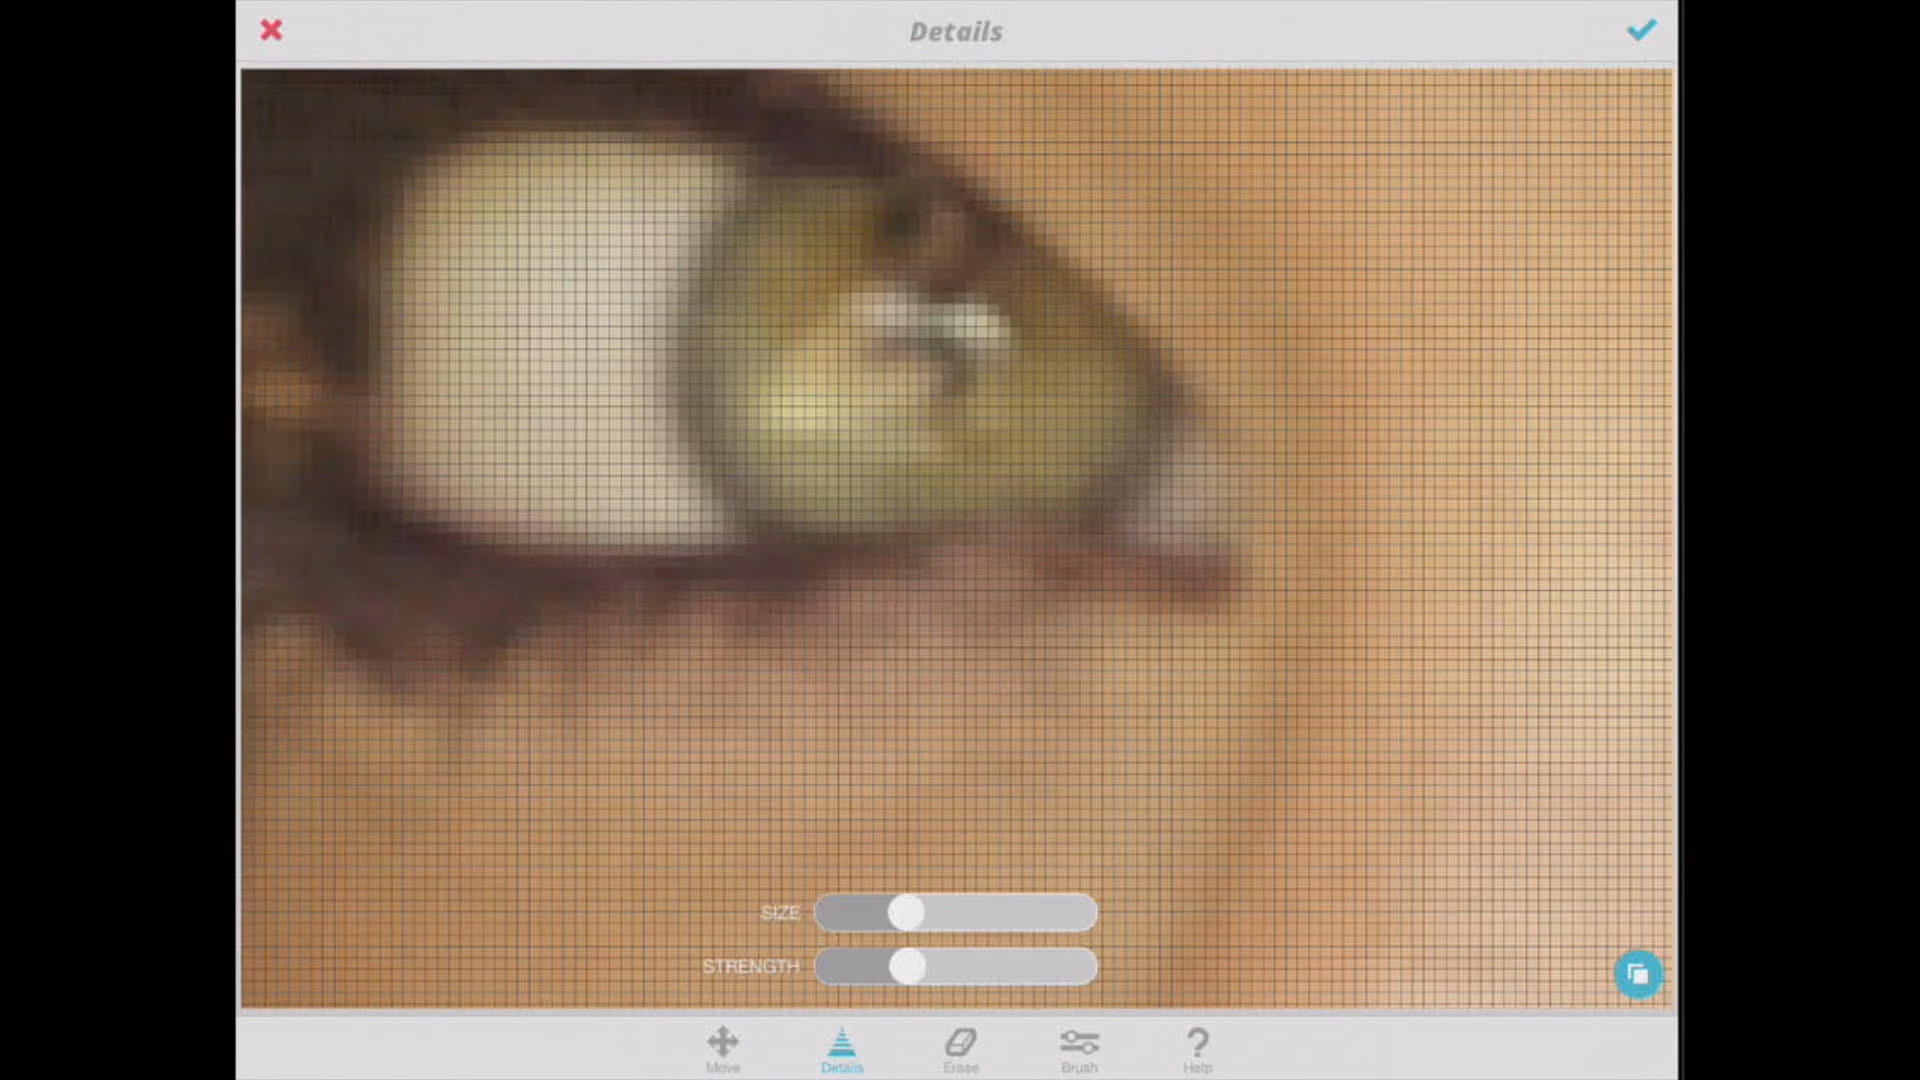 Details
SIZE
STRENGTH
Move
Details
Erase
Brush
Help